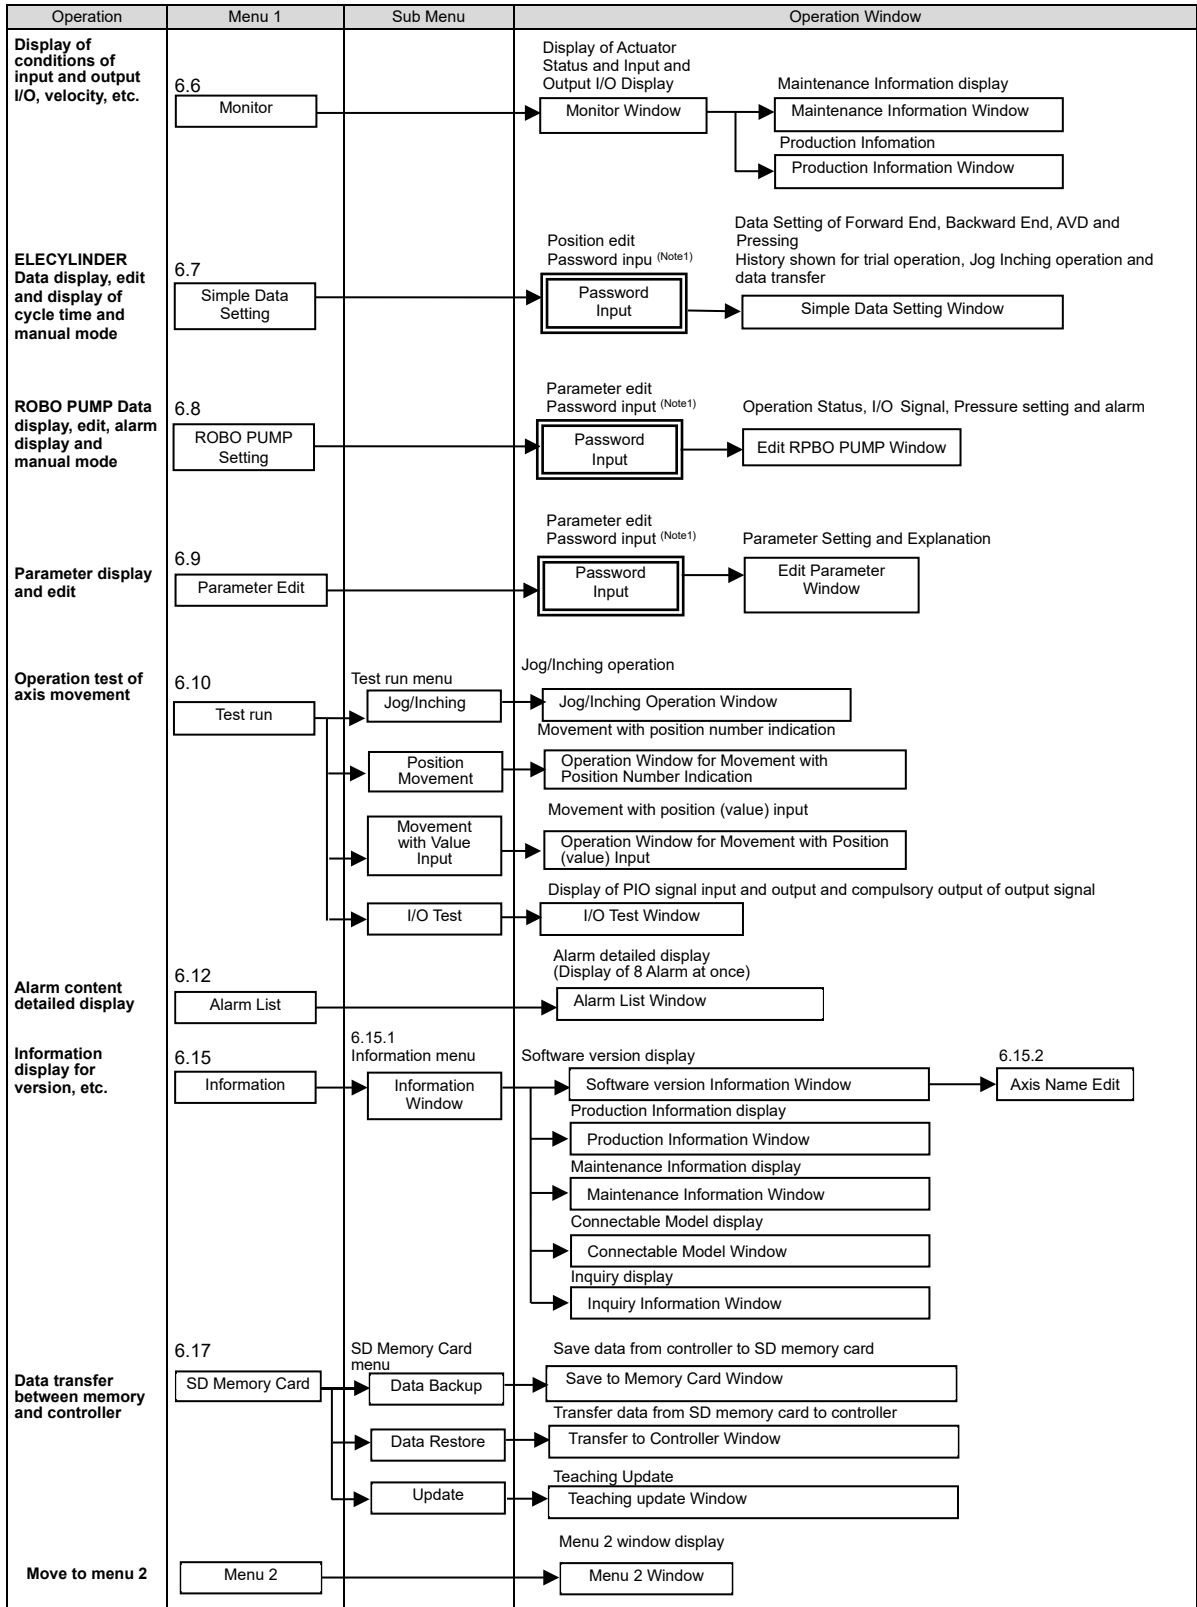 Operation
Menu 1
Sub Menu
Operation Window
Display of
conditions of
input and output
I/O, velocity, etc.
6.6
Monitor
Display of Actuator
Status and Input and
Output I/O Display
Monitor Window
Maintenance Information display
Maintenance Information Window
Production Infomation
Production Information Window
ELECYLINDER
Data display, edit
and display of
cycle time and
manual mode
6.7
Simple Data
Setting
Position edit
Password inpu (Note1)
Password
Input
Data Setting of Forward End, Backward End, AVD and
Pressing
History shown for trial operation, Jog Inching operation and
data transfer
Simple Data Setting Window
ROBO PUMP Data
display, edit, alarm
display and
manual mode
6.8
ROBO PUMP
Setting
Parameter edit
Password input (Note1)
Password
Input
Operation Status, I/O Signal, Pressure setting and alarm
Edit RPBO PUMP Window
Parameter display
and edit
6.9
Parameter Edit
Parameter edit
Password input (Note1)
Password
Input
Parameter Setting and Explanation
Edit Parameter
Window
Operation test of
axis movement
6.10
Test run
Test run menu
Jog/Inching
Jog/Inching operation
Jog/Inching Operation Window
Movement with position number indication
Position
Movement
Operation Window for Movement with
Position Number Indication
Movement with position (value) input
Movement
with Value
Input
Operation Window for Movement with Position
(value) Input
Display of PIO signal input and output and compulsory output of output signal
I/O Test
I/O Test Window
Alarm content
detailed display
6.12
Alarm List
Alarm detailed display
(Display of 8 Alarm at once)
Alarm List Window
Information
display for
version, etc.
6.15
Information
6.15.1
Information menu
Information
Window
Software version display
Software version Information Window
6.15.2
Axis Name Edit
Production Information display
Production Information Window
Maintenance Information display
Maintenance Information Window
Connectable Model display
Connectable Model Window
Inquiry display
Inquiry Information Window
Data transfer
between memory
and controller
6.17
SD Memory Card
SD Memory Card
menu
Data Backup
Save data from controller to SD memory card
Save to Memory Card Window
Transfer data from SD memory card to controller
Data Restore
Transfer to Controller Window
Teaching Update
Update
Teaching update Window
Move to menu 2
Menu 2
Menu 2 window display
Menu 2 Window